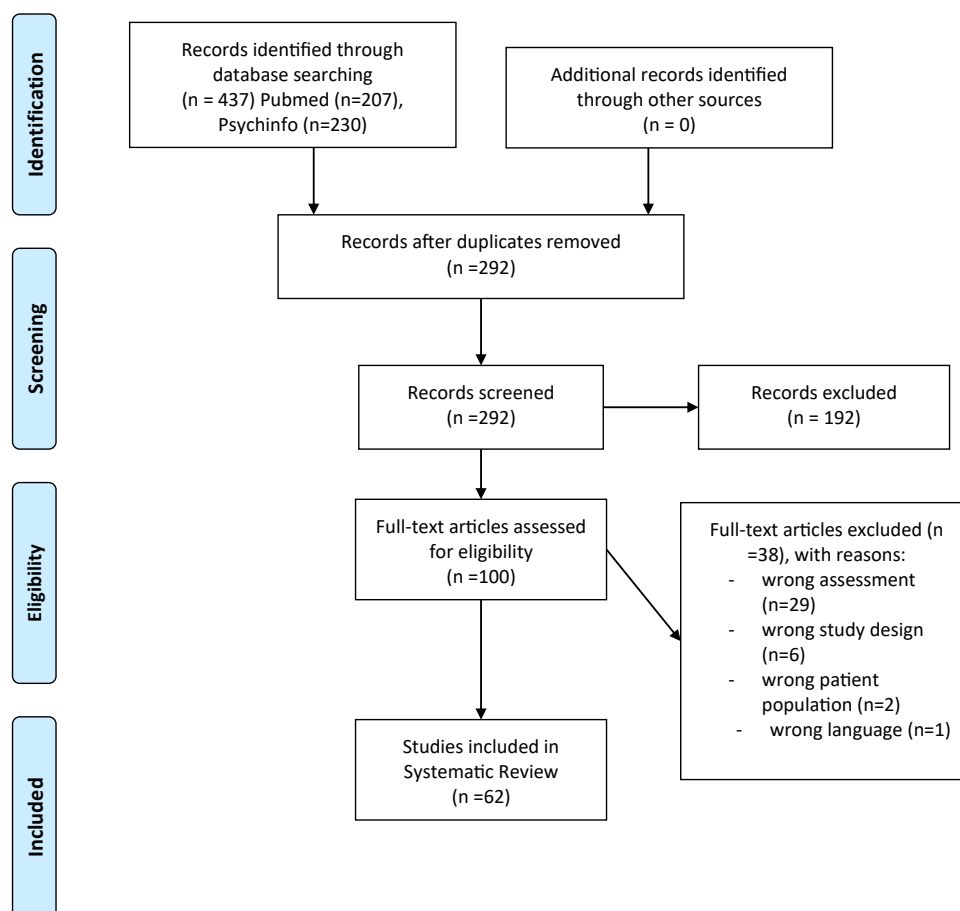 Identification
Records identified through
database searching
(n = 437) Pubmed (n=207),
Psychinfo (n=230)
Additional records identified
through other sources
(n = 0)
Records after duplicates removed
(n =292)
Screening
Records screened
(n =292)
Records excluded
(n = 192)
Eligibility
Full-text articles assessed
for eligibility
(n =100)
Full-text articles excluded (n
=38), with reasons:
- wrong assessment
(n=29)
- wrong study design
(n=6)
- wrong patient
population (n=2)
- wrong language (n=1)
Included
Studies included in
Systematic Review
(n =62)